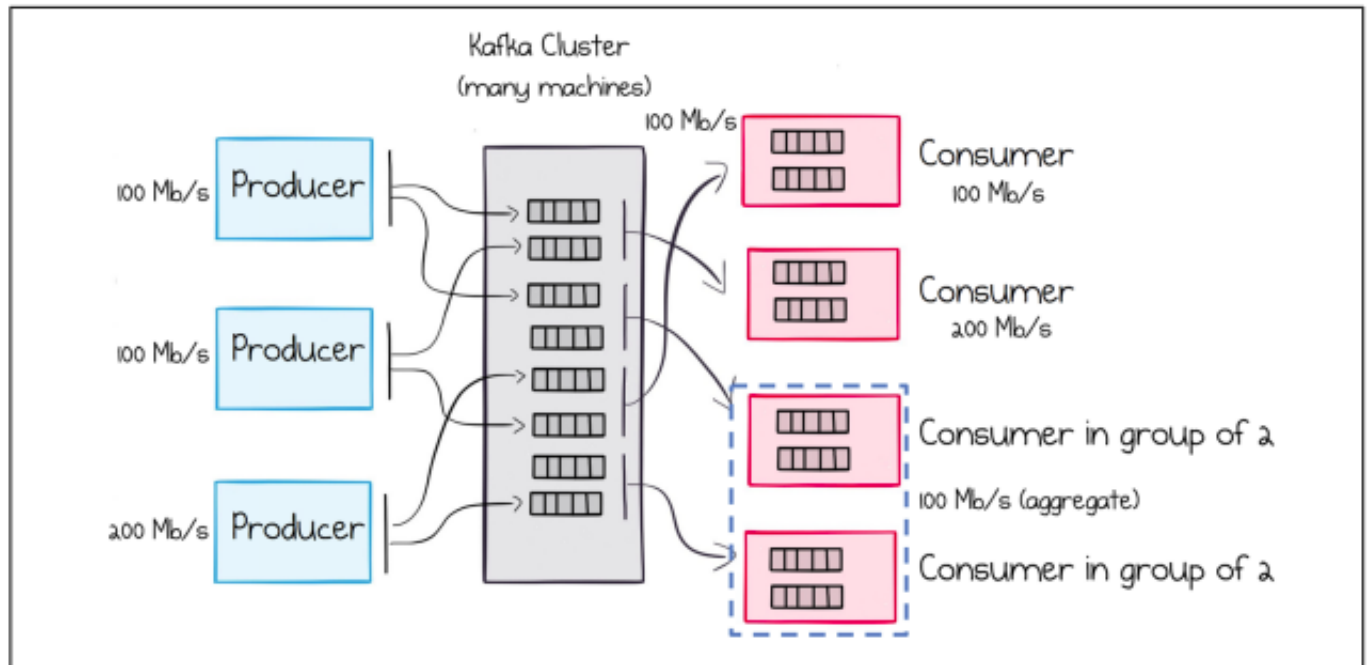 Kafka Cluster
(many machines)
100 Mb/s
Producer
100 Mb/s
Producer
100 Mb/s
Producer
200 Mb/s
Consumer
100 Mb/s
Consumer
200 Mb/s
Consumer in group of 2
100 Mb/s (aggregate)
Consumer in group of 2